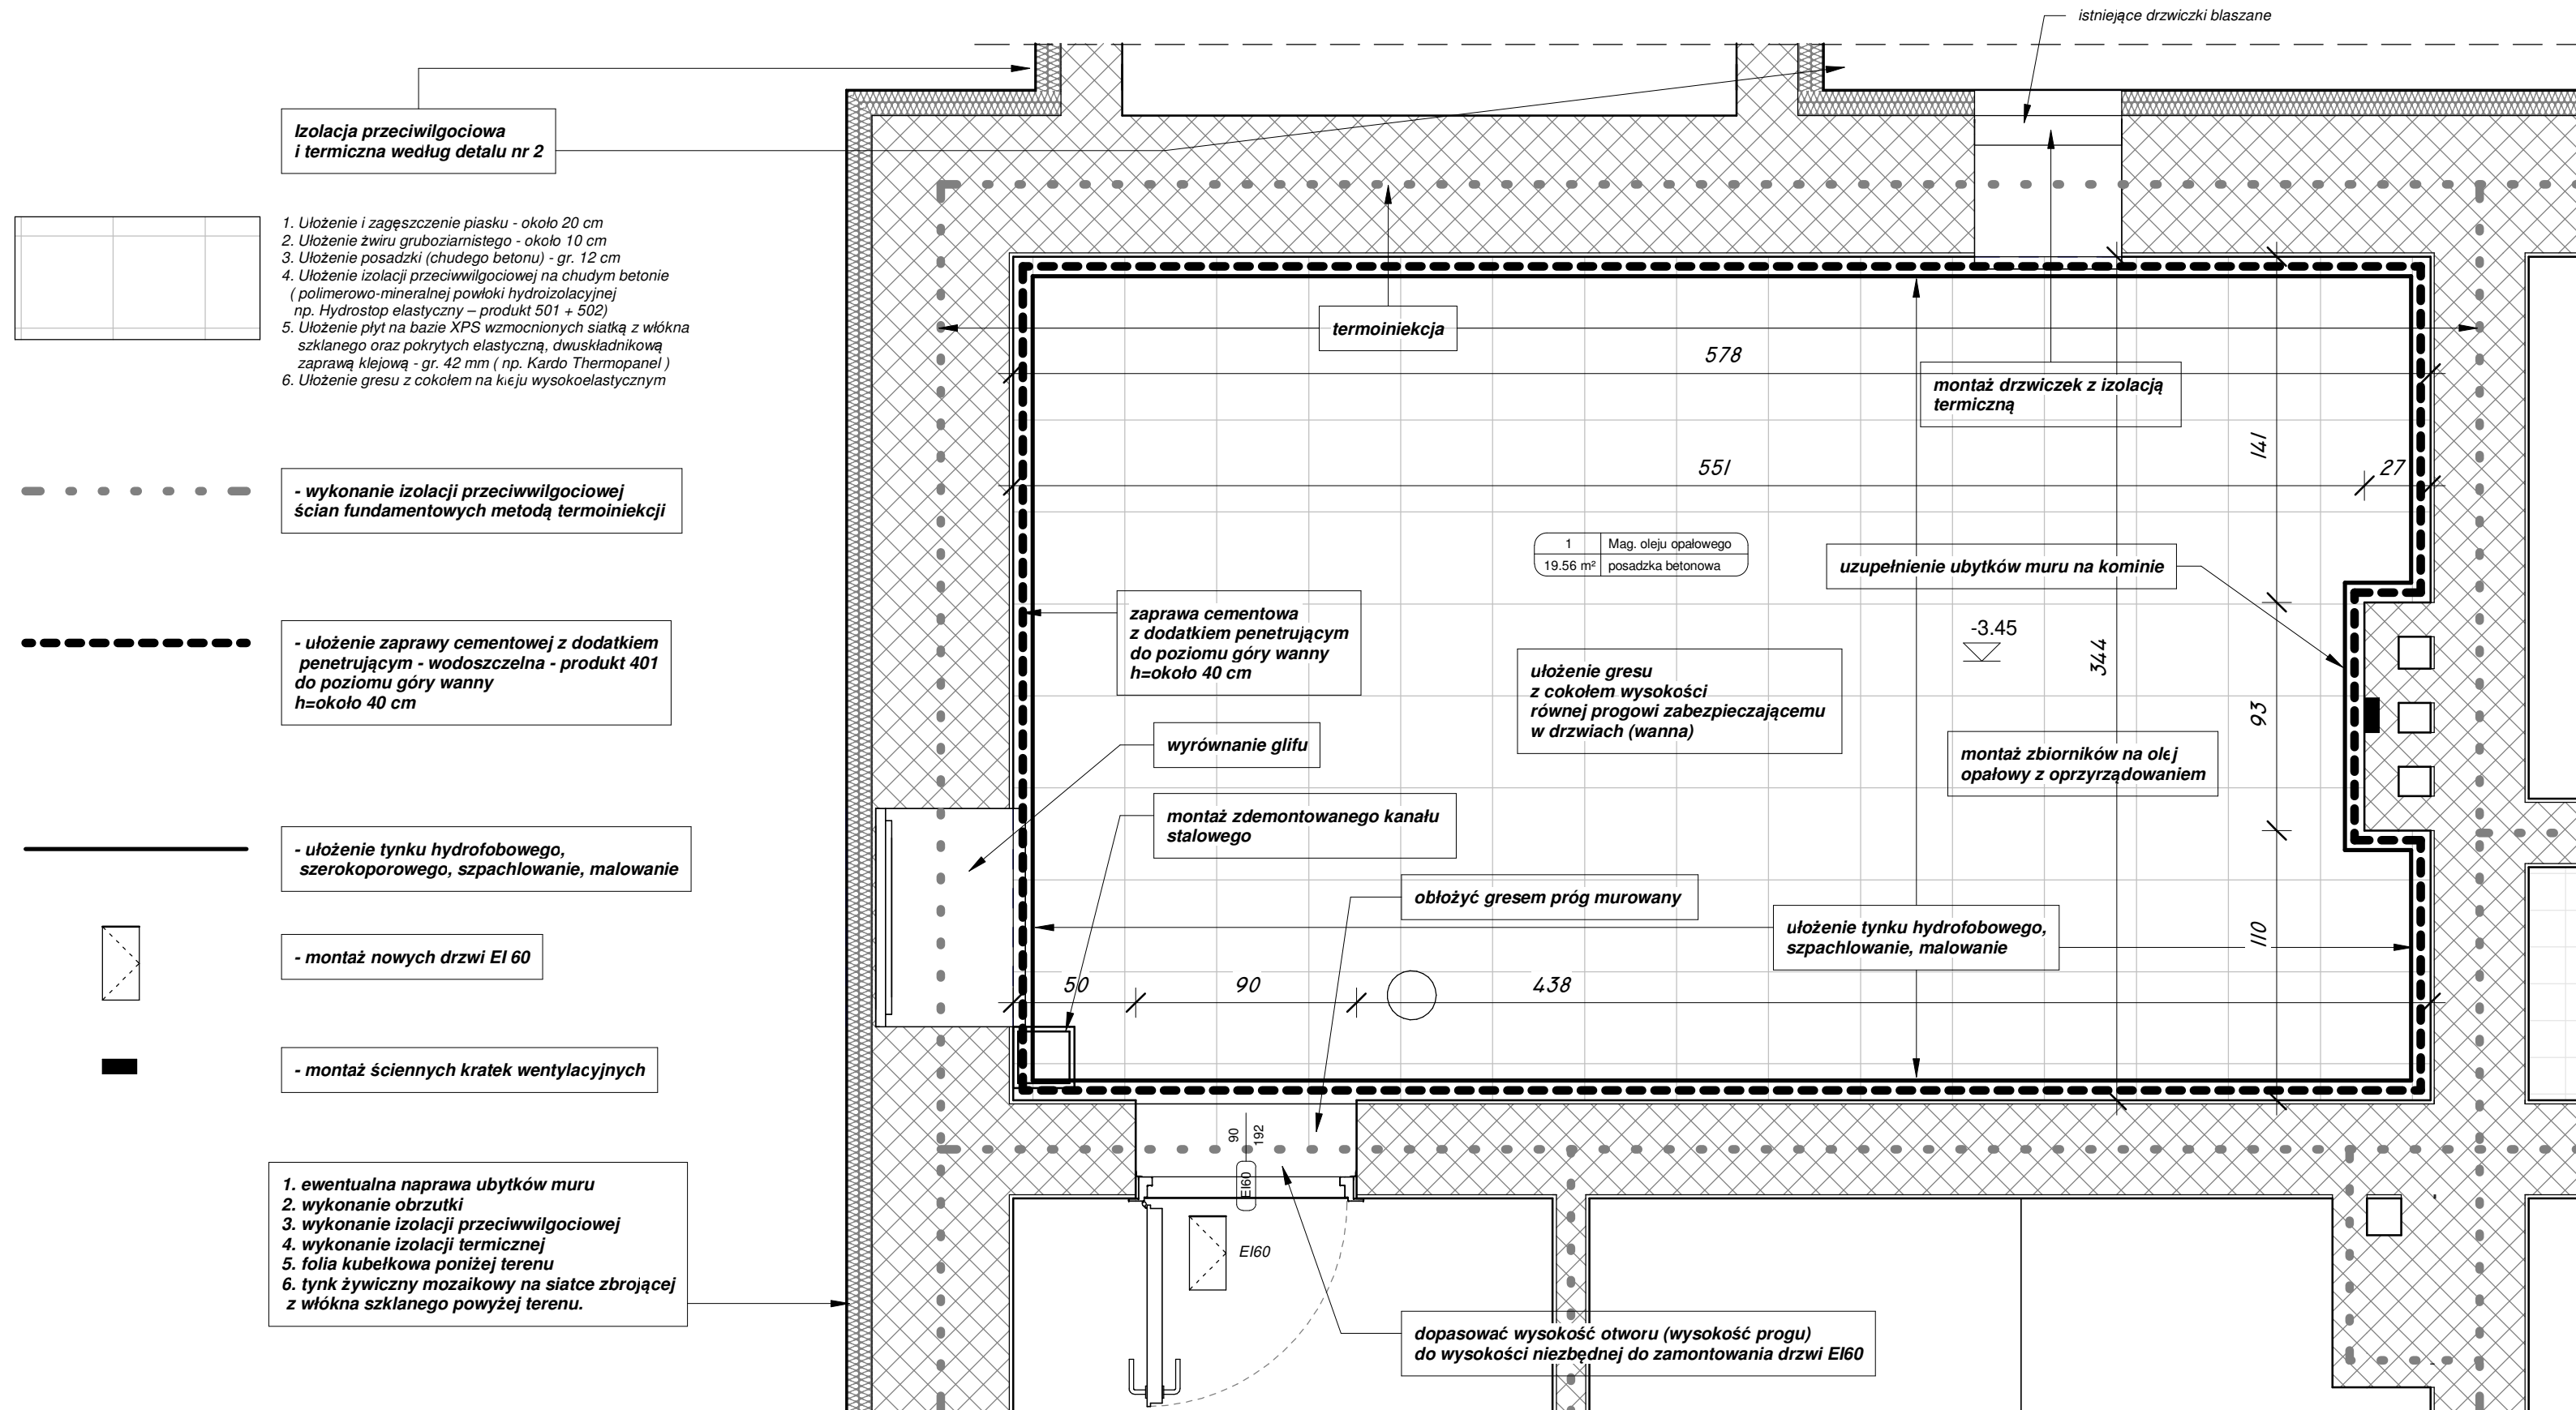 istniejące drzwiczki blaszane
Izolacja przeciwilgociowa
i termiczna według detalu nr 2
1. Ułożenie i zagęszczenie piasku - około 20 cm
2. Ułożenie żwiru gruboziarnistego - około 10 cm
3. Ułożenie posadzki (chudego betonu) - gr. 12 cm
4. Ułożenie izolacji przeciwwilgociowej na chudym betonie
( polimerowo-mineralnej powłoki hydroizolacyjnej
np. Hydrostop elastyczny – produkt 501 + 502)
5. Ułożenie płyt na bazie XPS wzmocnionych siatką z włókna
szklanego oraz pokrytych elastyczną, dwuskładnikową
zaprawą klejową - gr. 42 mm ( np. Kardo Thermopanel )
6. Ułożenie gresu z cokołem na kleju wysokoelastycznym
- wykonanie izolacji przeciwwilgociowej
ścian fundamentowych metodą termoiniekcji
- ułożenie zaprawy cementowej z dodatkiem
penetrującym - wodoszczelna - produkt 401
do poziomu góry wanny
h=około 40 cm
- ułożenie tynku hydrofobowego,
szerokoporowego, szpachlowanie, malowanie
- montaż nowych drzwi EI 60
- montaż ściennych kratek wentylacyjnych
1. ewentualna naprawa ubytków muru
2. wykonanie obrzutki
3. wykonanie izolacji przeciwwilgociowej
4. wykonanie izolacji termicznej
5. folia kubełkowa poniżej terenu
6. tynk żywiczny mozaikowy na siatce zbrojącej
z włókna szklanego powyżej terenu.
termoiniekcja
578
montaż drzwiczek z izolacją
termiczną
141
551
27
1 Mag. oleju opałowego
19.56 m² posadzka betonowa
uzupełnienie ubytków muru na kominie
zaprawa cementowa
z dodatkiem penetrującym
do poziomu góry wanny
h=około 40 cm
-3.45
344
ułożenie gresu
z cokołem wysokości
równej progowi zabezpieczającemu
w drzwiach (wanna)
93
wyrównanie glifu
montaż zbiorników na olej
opałowy z oprzyrządowaniem
montaż zdemontowanego kanału
stalowego
obłożyć gresem próg murowany
ułożenie tynku hydrofobowego,
szpachlowanie, malowanie
110
50
90
438
90
192
EI60
EI60
dopasować wysokość otworu (wysokość progu)
do wysokości niezbędnej do zamontowania drzwi EI60